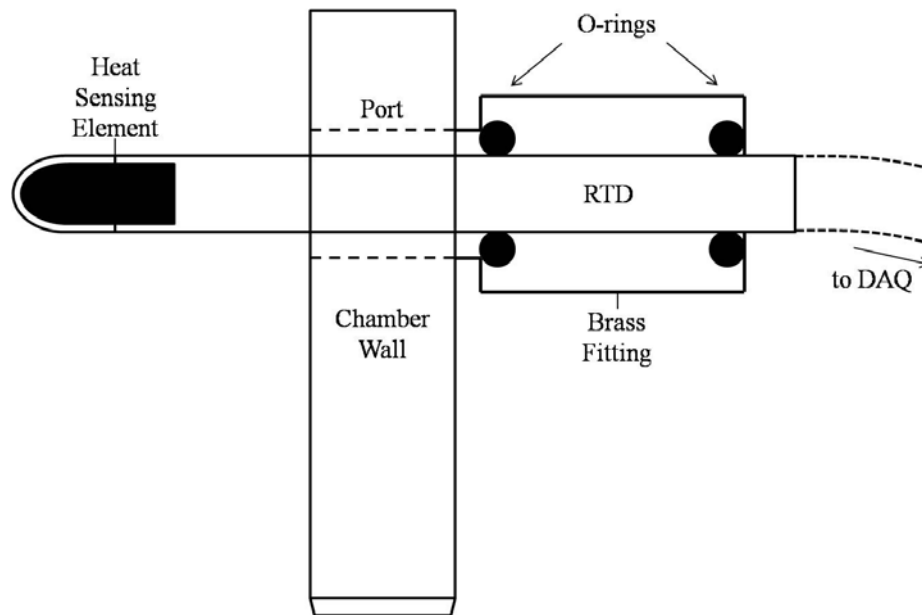 O-rings
Heat
Sensing
Element
Port
RTD
to DAQ
Chamber
Wall
Brass
Fitting